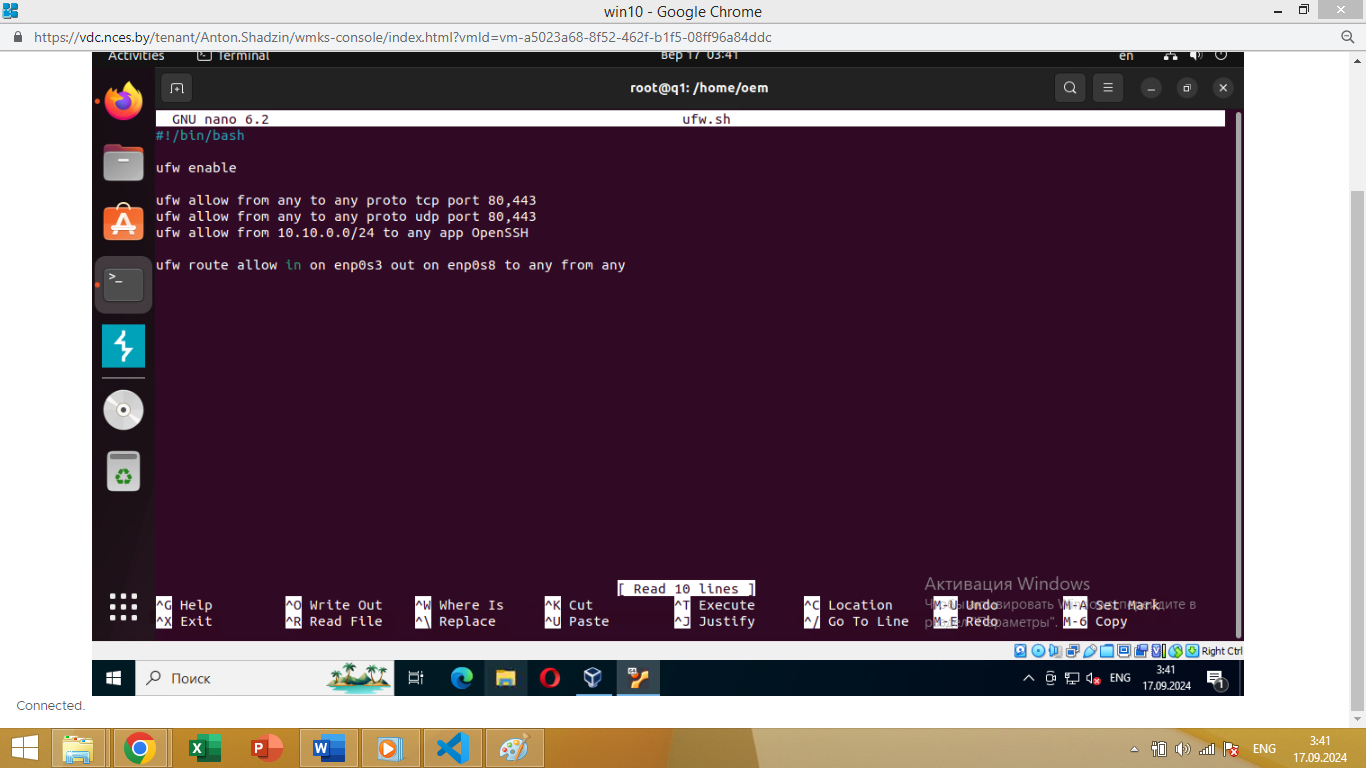 win10 - Google Chrome
https://vdc.nces.by/tenant/Anton.Shadzin/wmks-console/index.html?vmId=vm-a5023a68-8f52-462f-b1f5-08ff96a84ddc
Activities Terminal Вер 17 03:41 en
root@q1: /home/oem
GNU nano 6.2 ufw.sh
#!/bin/bash
ufw enable
ufw allow from any to any proto tcp port 80,443
ufw allow from any to any proto udp port 80,443
ufw allow from 10.10.0.0/24 to any app OpenSSH
ufw route allow in on enp0s3 out on enp0s8 to any from any
[ Read 10 lines ]
Активация Windows
^G Help ^O Write Out ^W Where Is ^K Cut ^T Execute ^C Location M-U Undo M-A Set Mark
^X Exit ^R Read File ^\ Replace ^U Paste ^J Justify ^/ Go To Line M-E Redo M-6 Copy
"Параметры".
Right Ctrl
Поиск ENG 3:41
17.09.2024
1
Connected.
ENG 3:41
17.09.2024